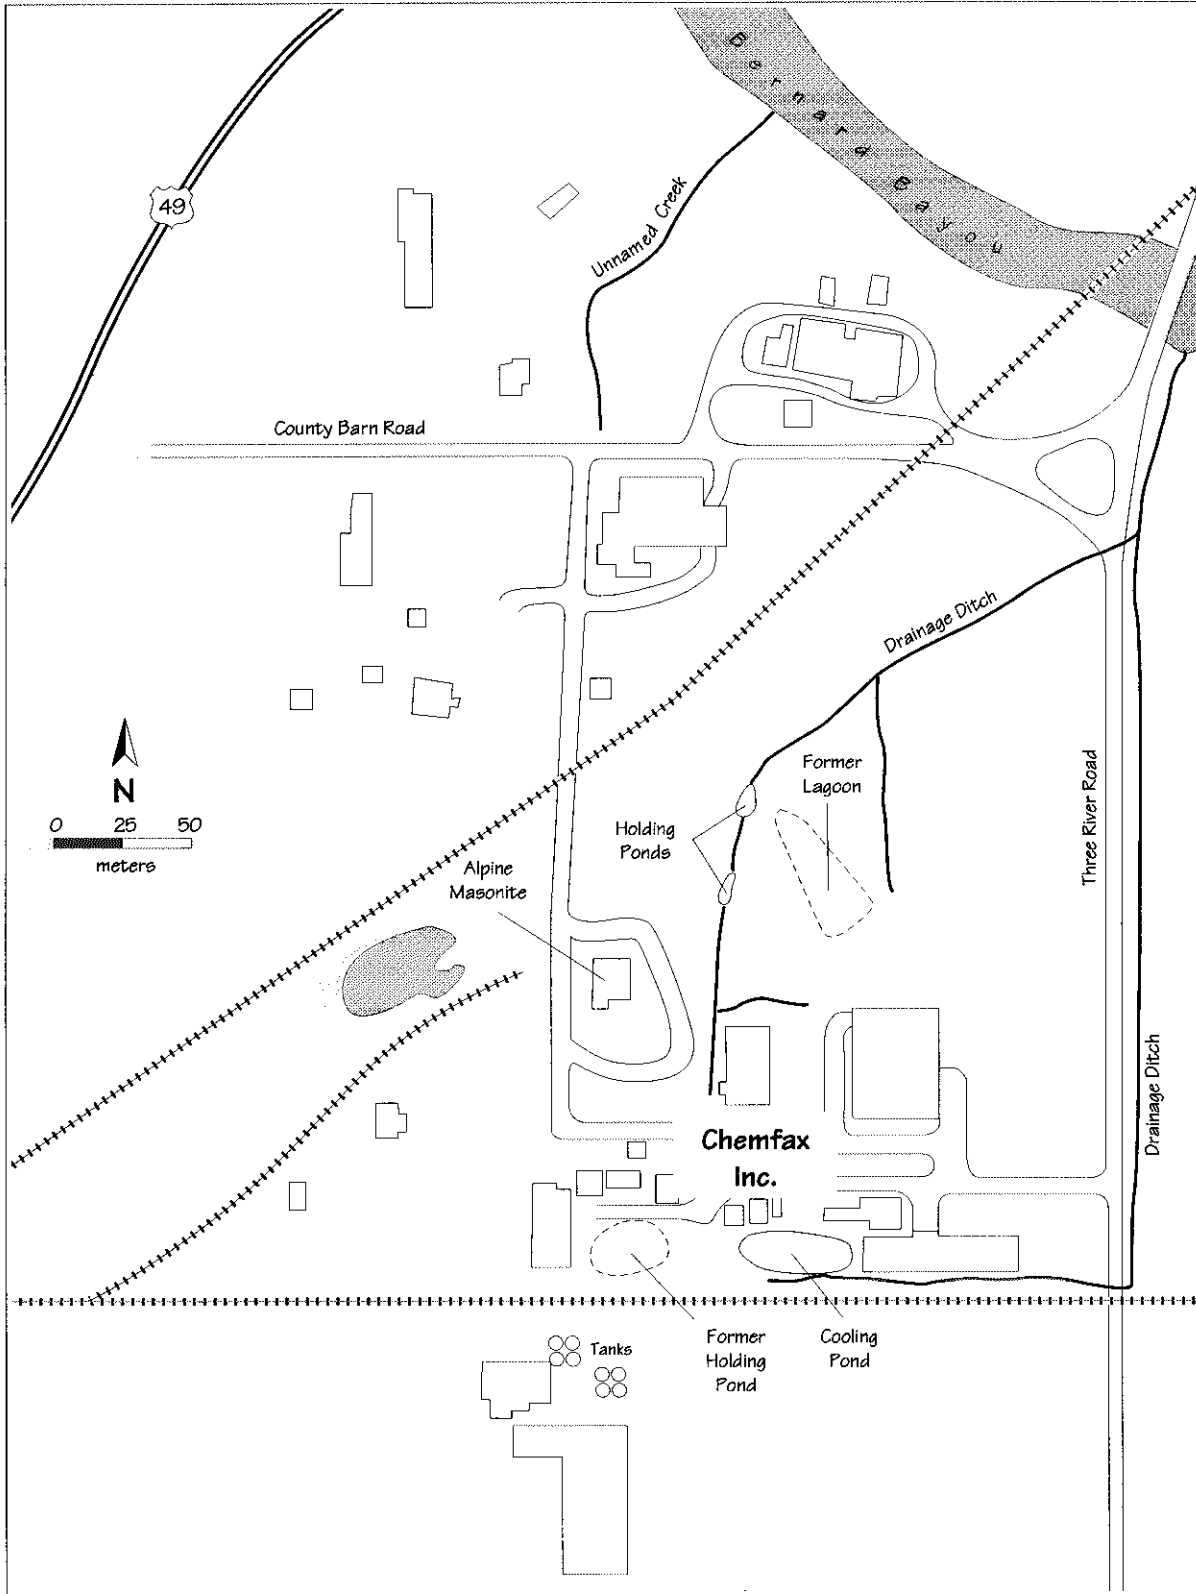 Bernard Bayou
49
Unnamed Creek
County Barn Road
Drainage Ditch
N
0 25 50
meters
Former
Lagoon
Three River Road
Holding
Ponds
Alpine
Masonite
Drainage Ditch
Chemfax
Inc.
Tanks
Former
Holding
Pond
Cooling
Pond